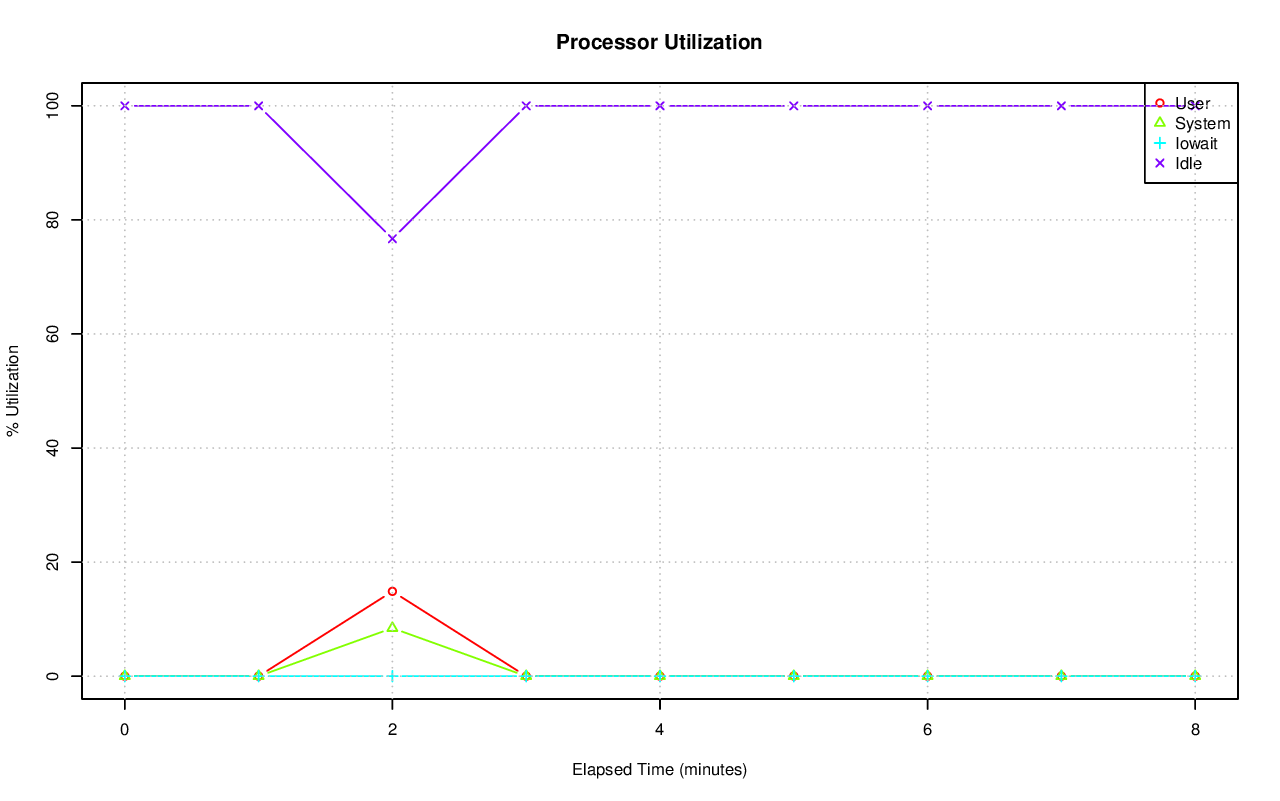 Processor Utilization
% Utilization
100
80
60
40
20
0
User
System
Iowait
Idle
0 2 4 6 8
Elapsed Time (minutes)